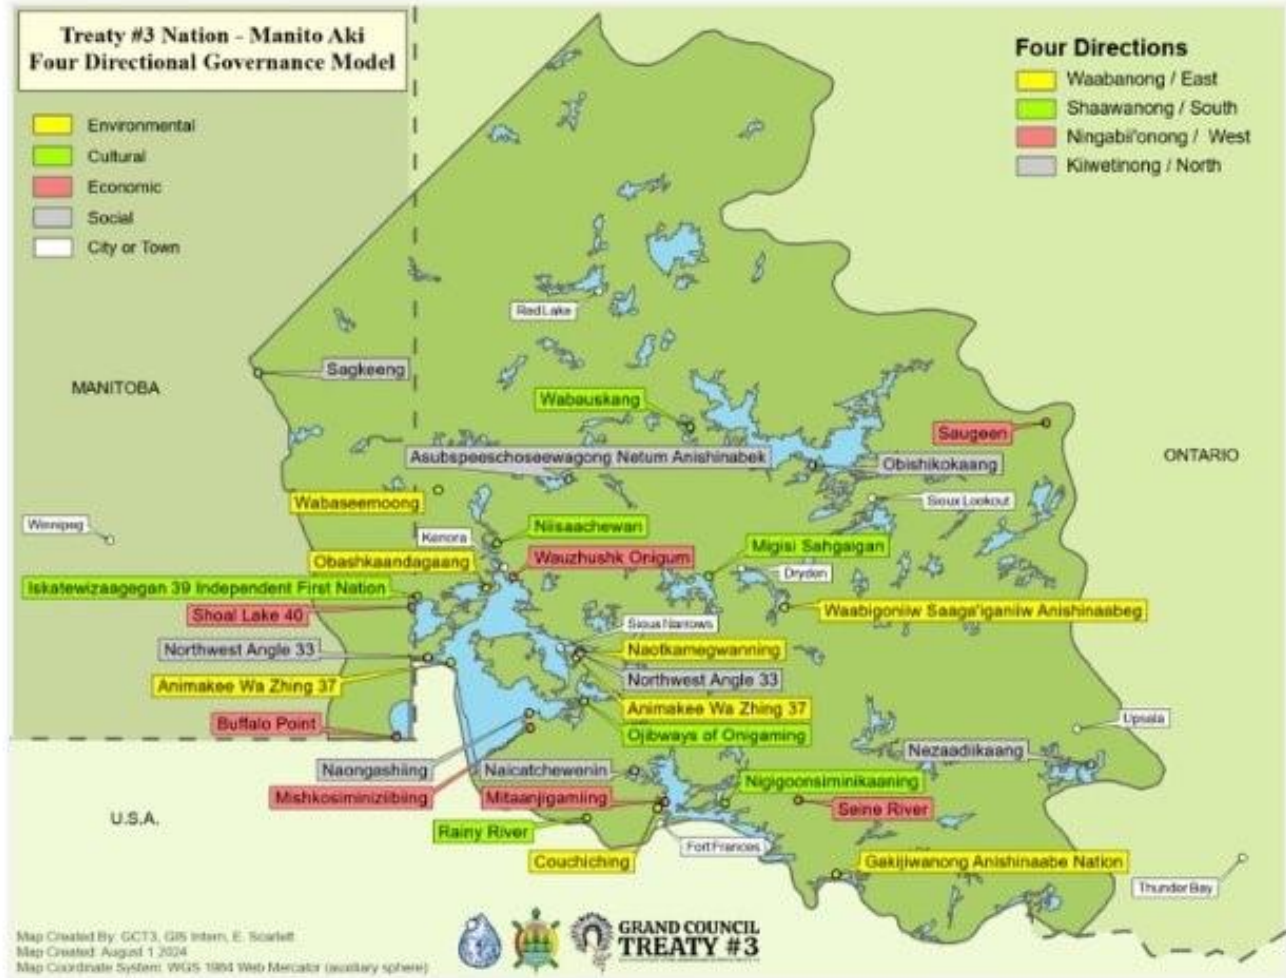 Treaty #3 Nation - Manito Aki
Four Directional Governance Model
Environmental
Cultural
Economic
Social
City or Town
Four Directions
Waabanong / East
Shaawanong / South
Ningabii'onong / West
Kiiwetinong / North
Red Lake
Sagkeeng
MANITOBA
Wabauskang
Saugeen
Asubspeeschoseewagong Netum Anishinabek
Obishikokaang
ONTARIO
Wabaseemoong
Sioux Lookout
Winnipeg
Niisaachewan
Kenora
Migisi Sahgaigan
Obashkaandagaang
Wauzhushk Onigum
Dryden
Iskatewizaagegan 39 Independent First Nation
Shoal Lake 40
Waabigoniiw Saaga'iganiiw Anishinaabeg
Sioux Narrows
Northwest Angle 33
Naotkamegwanning
Northwest Angle 33
Animakee Wa Zhing 37
Animakee Wa Zhing 37
Buffalo Point
Ojibways of Onigaming
Upsala
Nezaadiikaang
Naongashiing
Naicatchewenin
Nigigoonsiminikaaning
Mishkosiminiziibiing
Mitaanjigamiing
Seine River
U.S.A.
Rainy River
Fort Frances
Couchiching
Gakijiwanong Anishinaabe Nation
Thunder Bay
GRAND COUNCIL
TREATY #3
Map Created By: GCT3, GIS Intern, E. Scarlett
Map Created: August 1 2024
Map Coordinate System: WGS 1984 Web Mercator (auxiliary sphere)